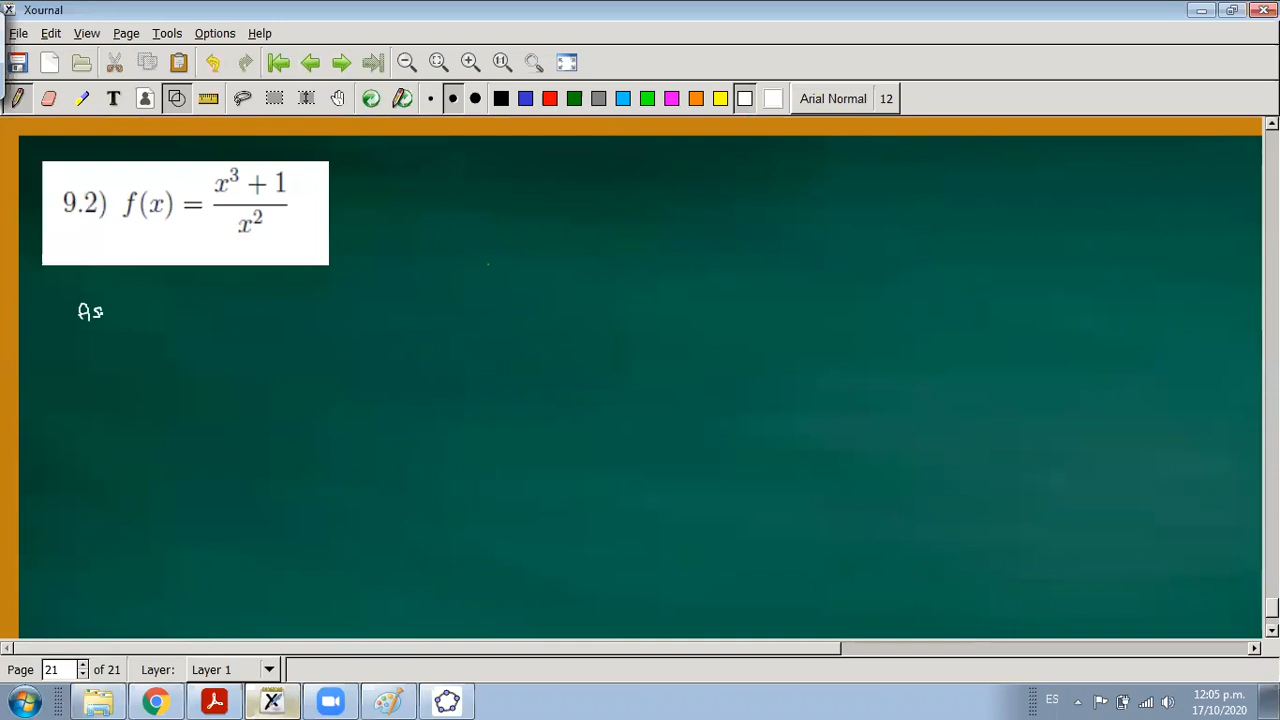 Xournal
File Edit View Page Tools Options Help
Arial Normal 12
9.2) f(x) = \frac{x^3 + 1}{x^2}
As
Page 21 of 21 Layer: Layer 1
ES 12:05 p.m.
17/10/2020